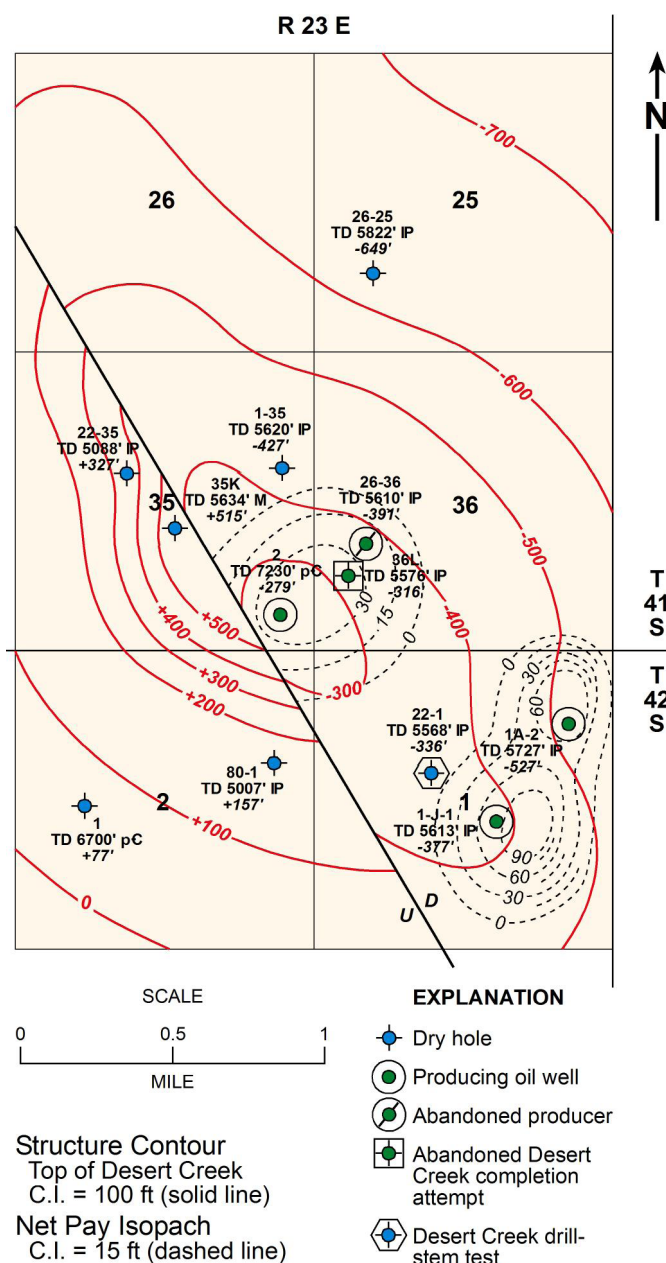 R 23 E
N
-700
26
25
26-25
TD 5822' IP
-649'
-600
1-35
TD 5620' IP
-427'
22-35
TD 5088' IP
+327'
35
35K
TD 5634' M
+515'
26-36
TD 5610' IP
-391'
36
-500
2
TD 7230' pC
-279'
36L
TD 5576' IP
-316'
30
15
0
-400
+500
+400
+300
+200
-300
T
41
S
T
42
S
0
30
60
22-1
TD 5568' IP
-336'
1A-2
TD 5727' IP
-527'
80-1
TD 5007' IP
+157'
2
1
TD 6700' pC
+77'
+100
1
1-J-1
TD 5613' IP
-377'
90
60
30
0
0
U
D
SCALE
0 0.5 1
MILE
EXPLANATION
Dry hole
Producing oil well
Abandoned producer
Abandoned Desert
Creek completion
attempt
Desert Creek drill-
stem test
Structure Contour
Top of Desert Creek
C.I. = 100 ft (solid line)
Net Pay Isopach
C.I. = 15 ft (dashed line)